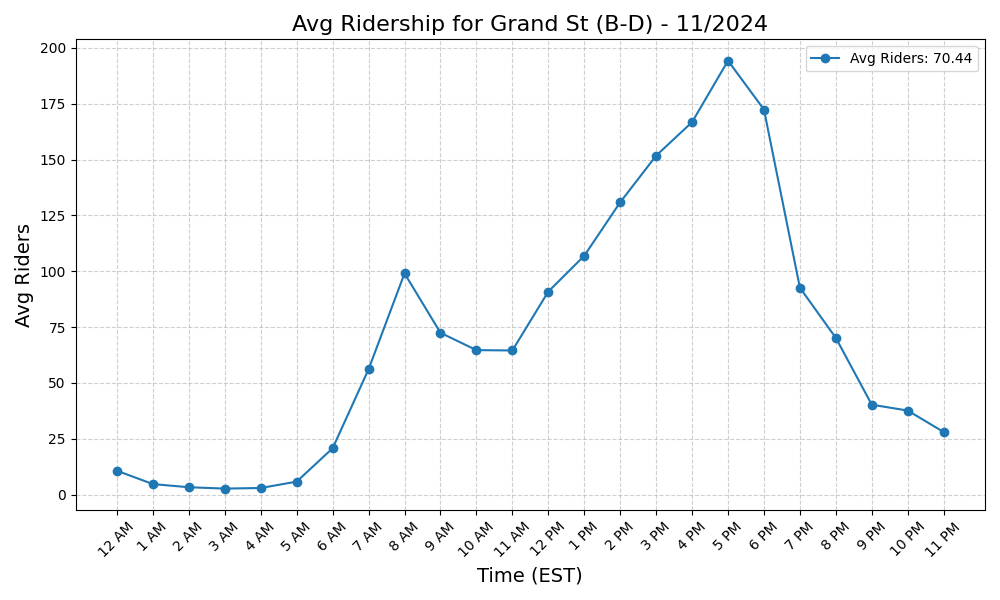 Avg Ridership for Grand St (B-D) - 11/2024
Avg Riders: 70.44
Avg Riders
200
175
150
125
100
75
50
25
0
12 AM
1 AM
2 AM
3 AM
4 AM
5 AM
6 AM
7 AM
8 AM
9 AM
10 AM
11 AM
12 PM
1 PM
2 PM
3 PM
4 PM
5 PM
6 PM
7 PM
8 PM
9 PM
10 PM
11 PM
Time (EST)